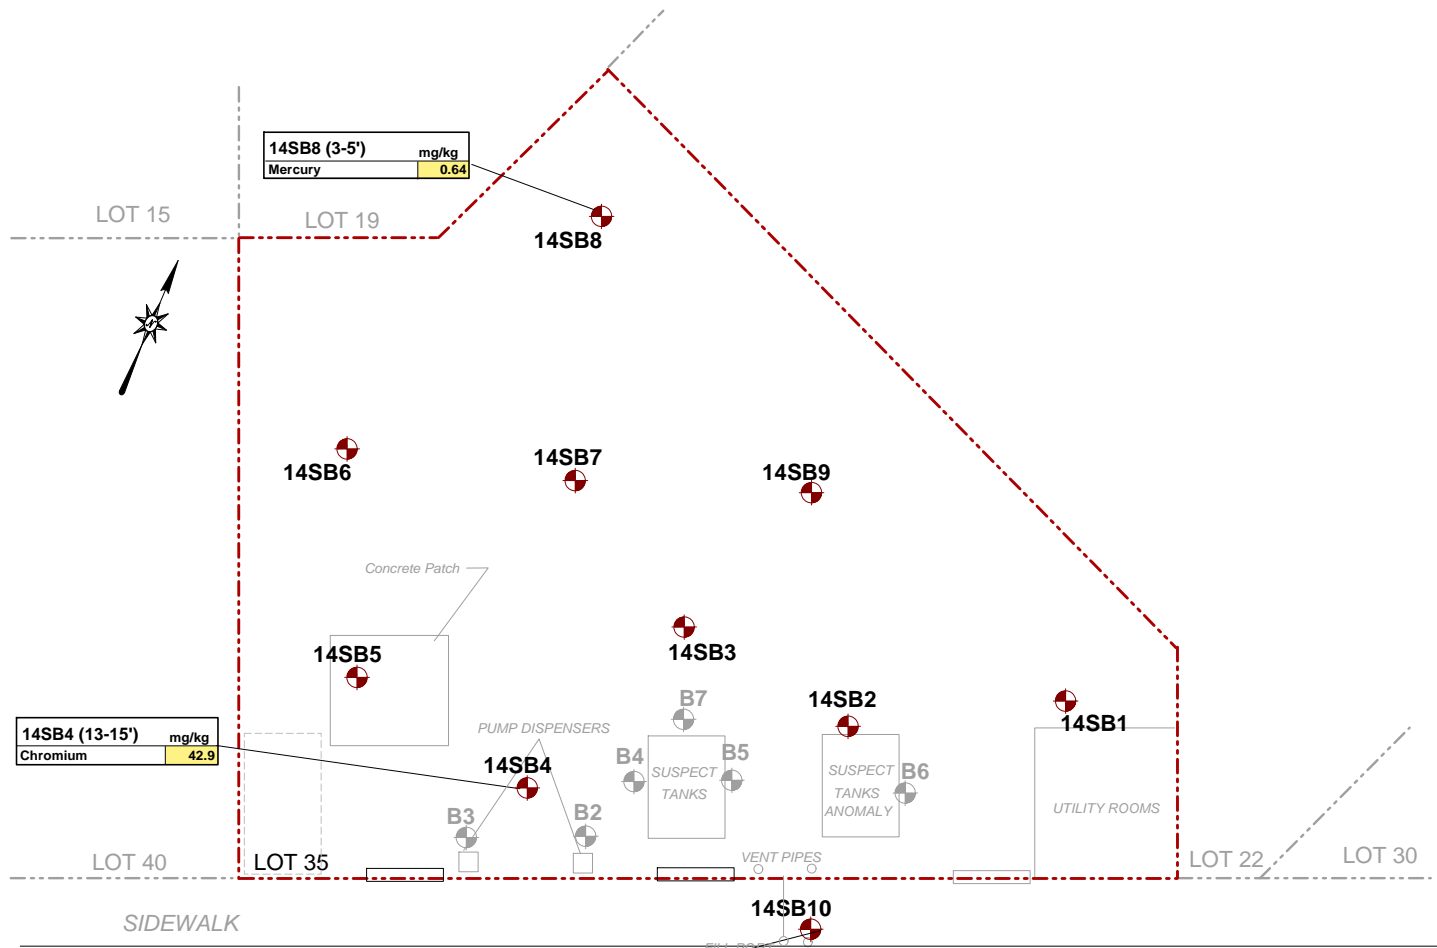 14SB8 (3-5') mg/kg
Mercury 0.64
LOT 15
LOT 19
14SB8
14SB6
14SB7
14SB9
Concrete Patch
14SB5
14SB3
14SB2
14SB1
B7
14SB4 (13-15') mg/kg
Chromium 42.9
PUMP DISPENSERS
14SB4
B4
B5
SUSPECT
TANKS
SUSPECT
TANKS
ANOMALY
B6
UTILITY ROOMS
B3
B2
VENT PIPES
LOT 40
LOT 35
LOT 22
LOT 30
14SB10
SIDEWALK